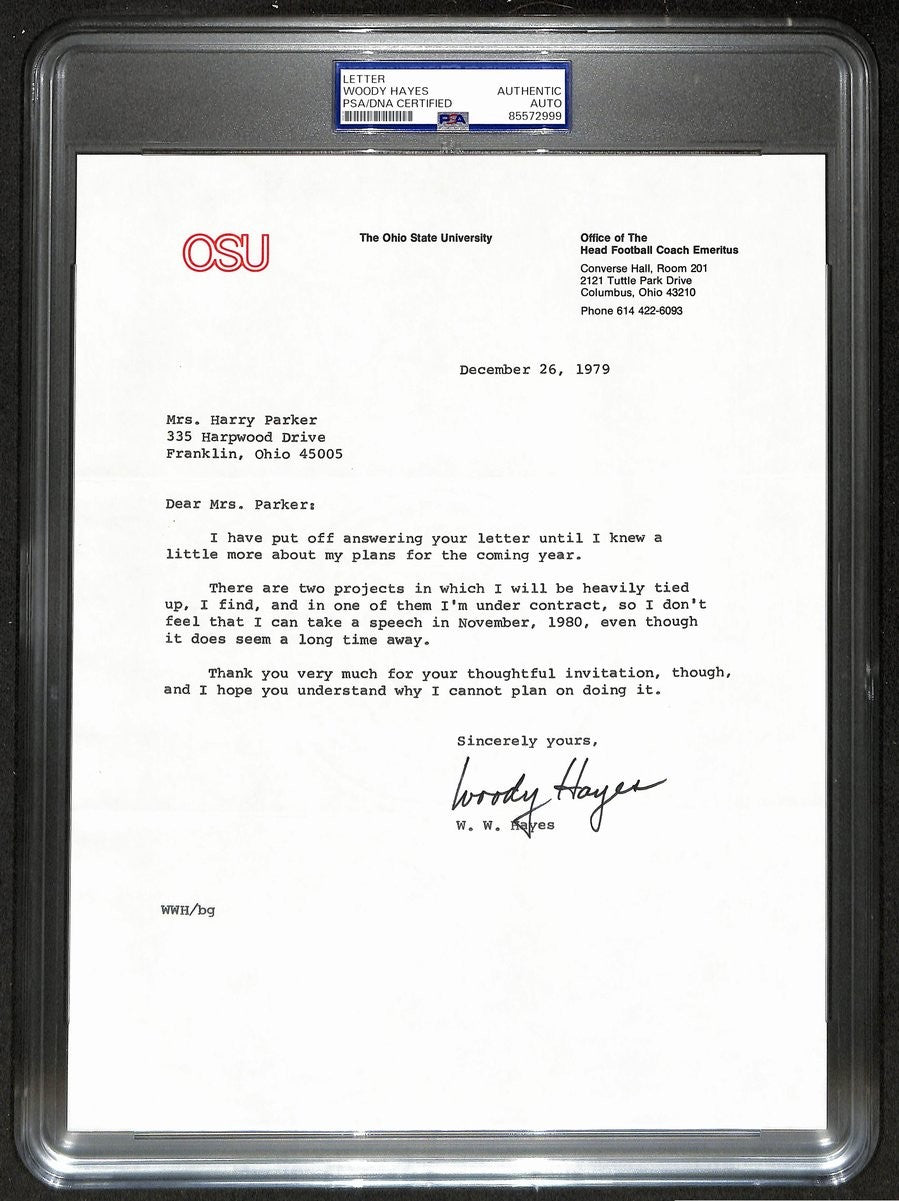 LETTER
WOODY HAYES
PSA/DNA CERTIFIED
AUTHENTIC
AUTO
85572999
PSA
OSU
The Ohio State University
Office of The
Head Football Coach Emeritus
Converse Hall, Room 201
2121 Tuttle Park Drive
Columbus, Ohio 43210
Phone 614 422-6093
December 26, 1979
Mrs. Harry Parker
335 Harpwood Drive
Franklin, Ohio 45005
Dear Mrs. Parker:
I have put off answering your letter until I knew a
little more about my plans for the coming year.
There are two projects in which I will be heavily tied
up, I find, and in one of them I'm under contract, so I don't
feel that I can take a speech in November, 1980, even though
it does seem a long time away.
Thank you very much for your thoughtful invitation, though,
and I hope you understand why I cannot plan on doing it.
Sincerely yours,
Woody Hayes
W. W. Hayes
WWH/bg